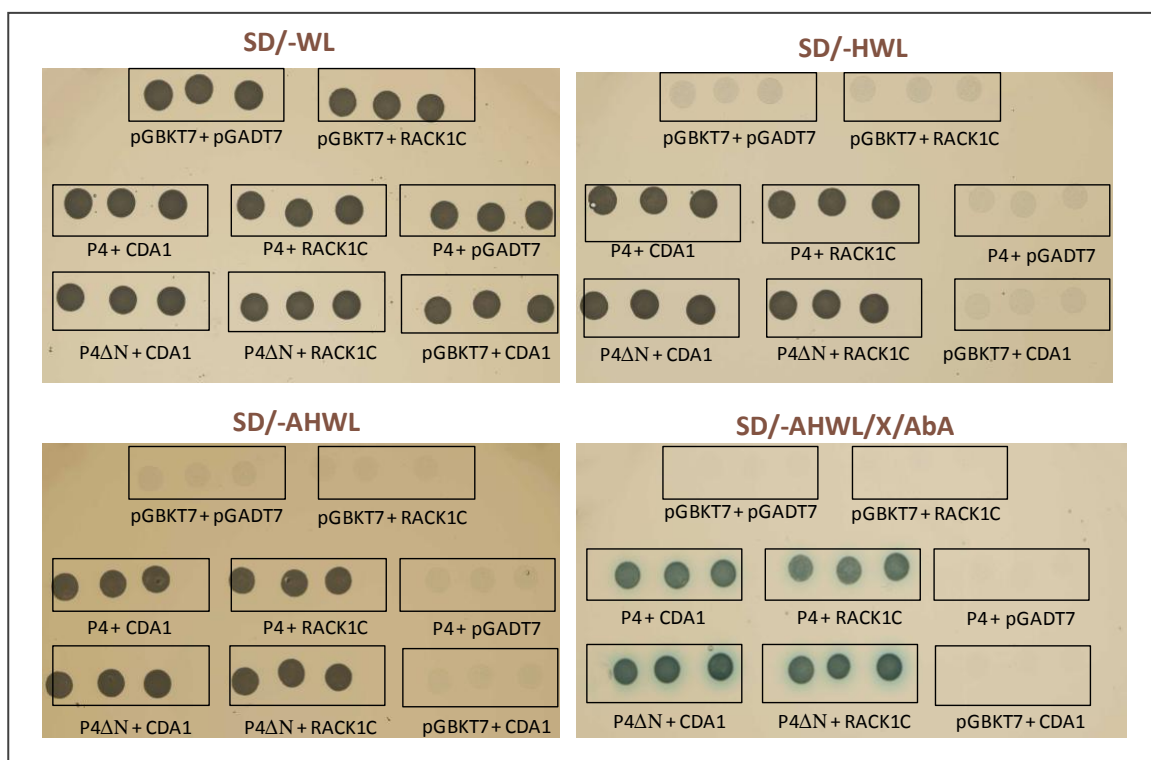 SD/-WL
pGBKT7 + pGADT7
pGBKT7 + RACK1C
P4 + CDA1
P4 + RACK1C
P4 + pGADT7
P4ΔN + CDA1
P4ΔN + RACK1C
pGBKT7 + CDA1
SD/-HWL
pGBKT7 + pGADT7
pGBKT7 + RACK1C
P4 + CDA1
P4 + RACK1C
P4 + pGADT7
P4ΔN + CDA1
P4ΔN + RACK1C
pGBKT7 + CDA1
SD/-AHWL
pGBKT7 + pGADT7
pGBKT7 + RACK1C
P4 + CDA1
P4 + RACK1C
P4 + pGADT7
P4ΔN + CDA1
P4ΔN + RACK1C
pGBKT7 + CDA1
SD/-AHWL/X/AbA
pGBKT7 + pGADT7
pGBKT7 + RACK1C
P4 + CDA1
P4 + RACK1C
P4 + pGADT7
P4ΔN + CDA1
P4ΔN + RACK1C
pGBKT7 + CDA1